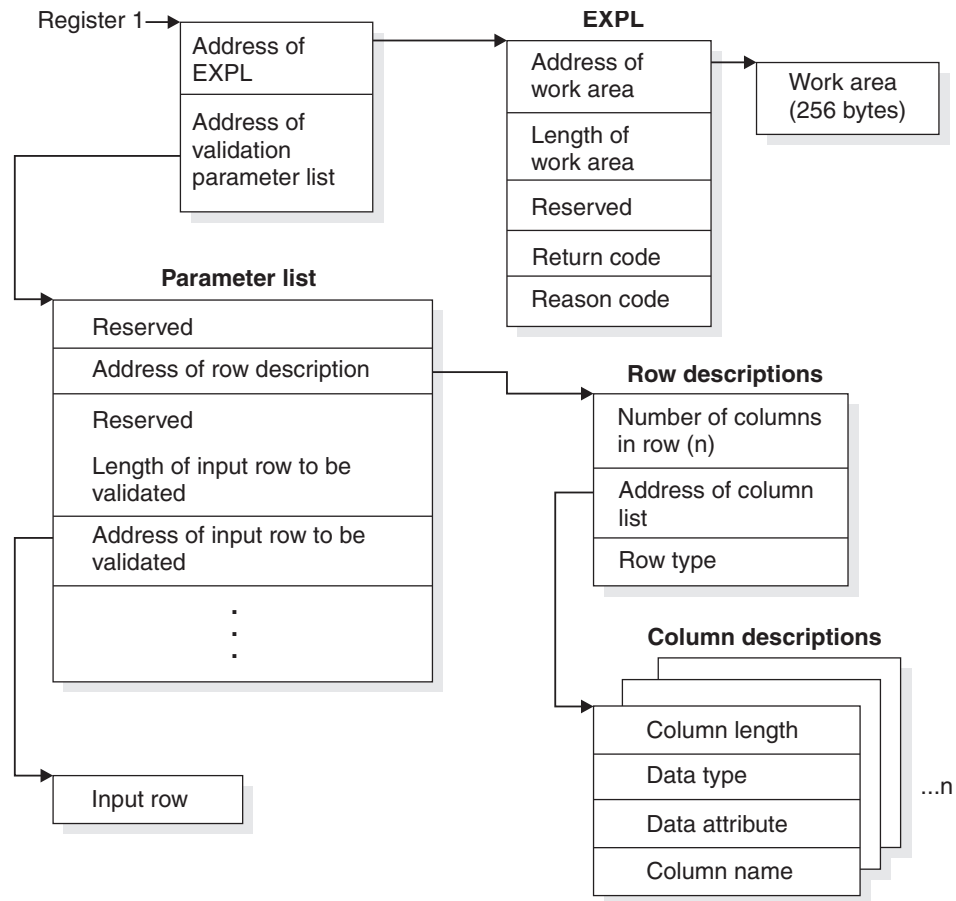 Register 1
Address of
EXPL
Address of
validation
parameter list
EXPL
Address of
work area
Length of
work area
Reserved
Return code
Reason code
Work area
(256 bytes)
Parameter list
Reserved
Address of row description
Reserved
Length of input row to be
validated
Address of input row to be
validated
.
.
.
Row descriptions
Number of columns
in row (n)
Address of column
list
Row type
Column descriptions
Column length
Data type
Data attribute
Column name
...n
Input row